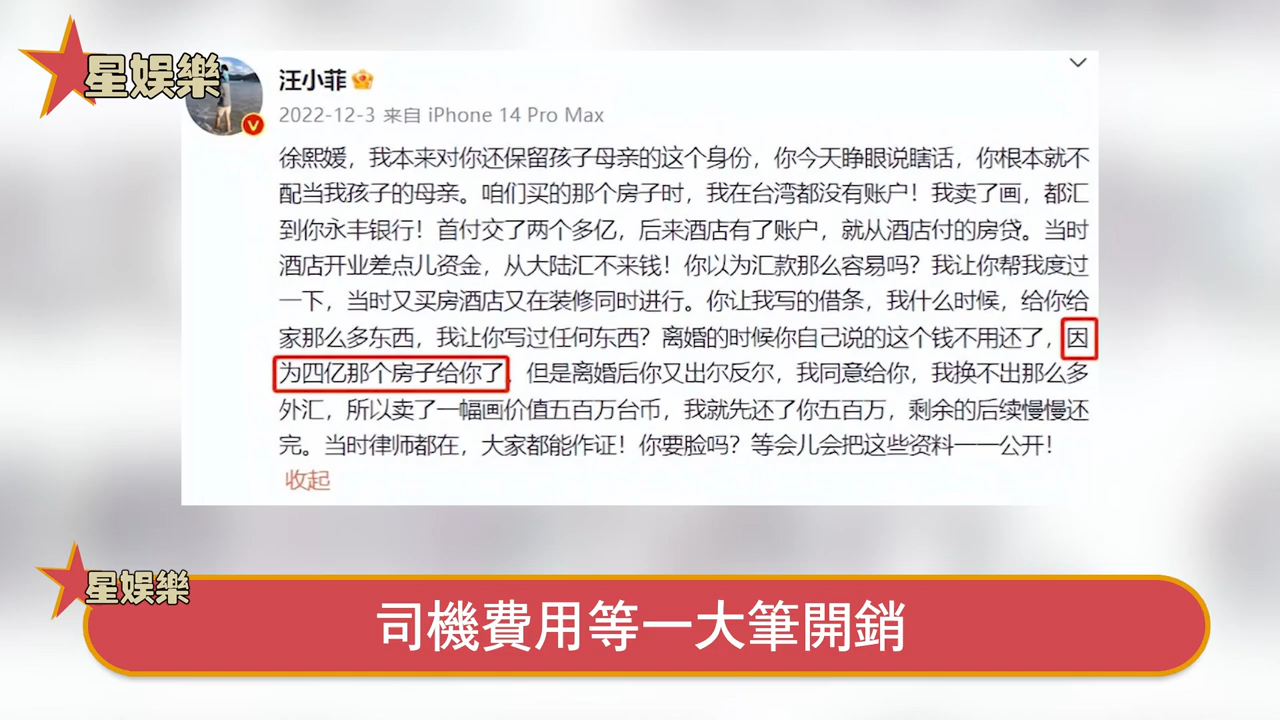 星娱樂
汪小菲
2022-12-3 来自 iPhone 14 Pro Max
徐熙媛，我本来对你还保留孩子母亲的这个身份，你今天睁眼说瞎话，你根本就不
配当我孩子的母亲。咱们买的那个房子时，我在台湾都没有账户！我卖了画，都汇
到你永丰银行！首付交了两个多亿，后来酒店有了账户，就从酒店付的房贷。当时
酒店开业差点儿资金，从大陆汇不来钱！你以为汇款那么容易吗？我让你帮我度过
一下，当时又买房酒店又在装修同时进行。你让我写的借条，我什么时候，给你给
家那么多东西，我让你写过任何东西？离婚的时候你自己说的这个钱不用还了，因
为四亿那个房子给你了，但是离婚后你又出尔反尔，我同意给你，我换不出那么多
外汇，所以卖了一幅画价值五百万台币，我就先还了你五百万，剩余的后续慢慢还
完。当时律师都在，大家都能作证！你要脸吗？等会儿会把这些资料一一公开！
收起
星娱樂
司機費用等一大筆開銷